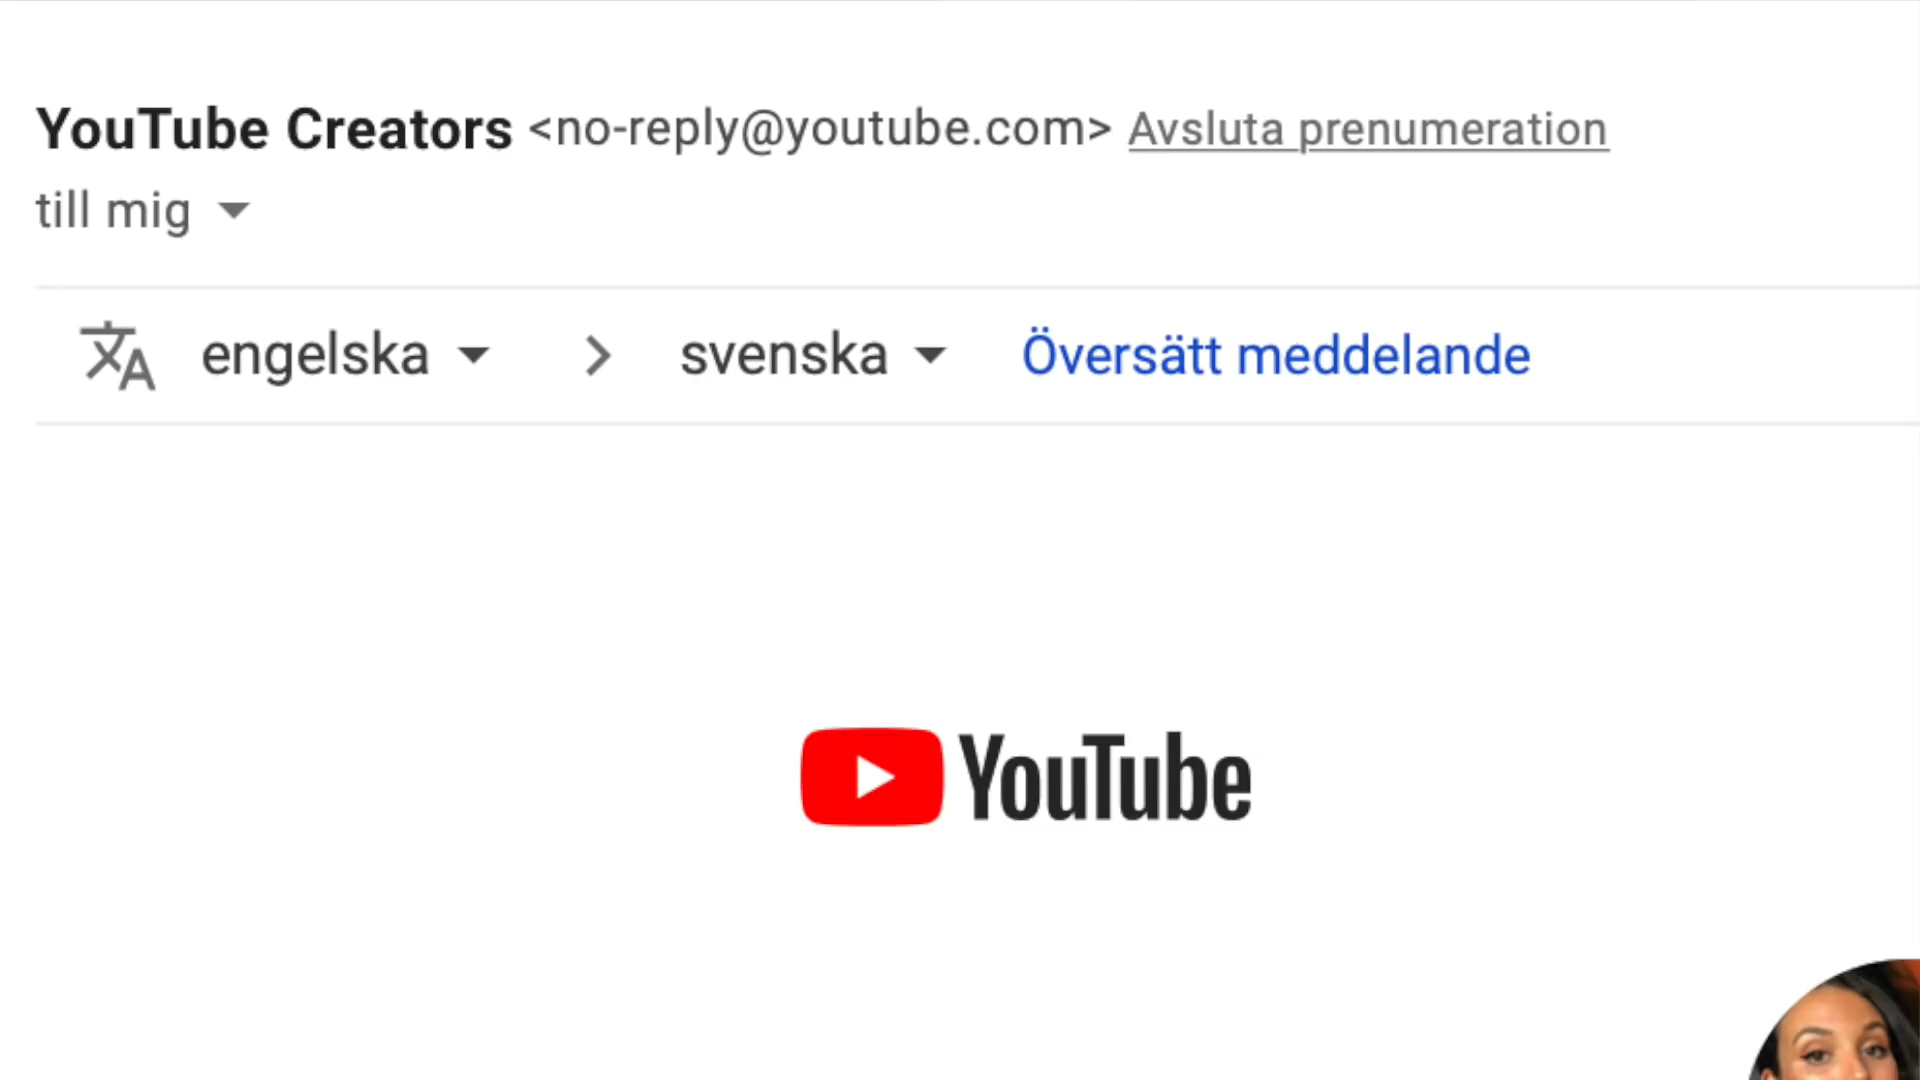 YouTube Creators <no-reply@youtube.com> Avsluta prenumeration
till mig
engelska > svenska Översätt meddelande
YouTube